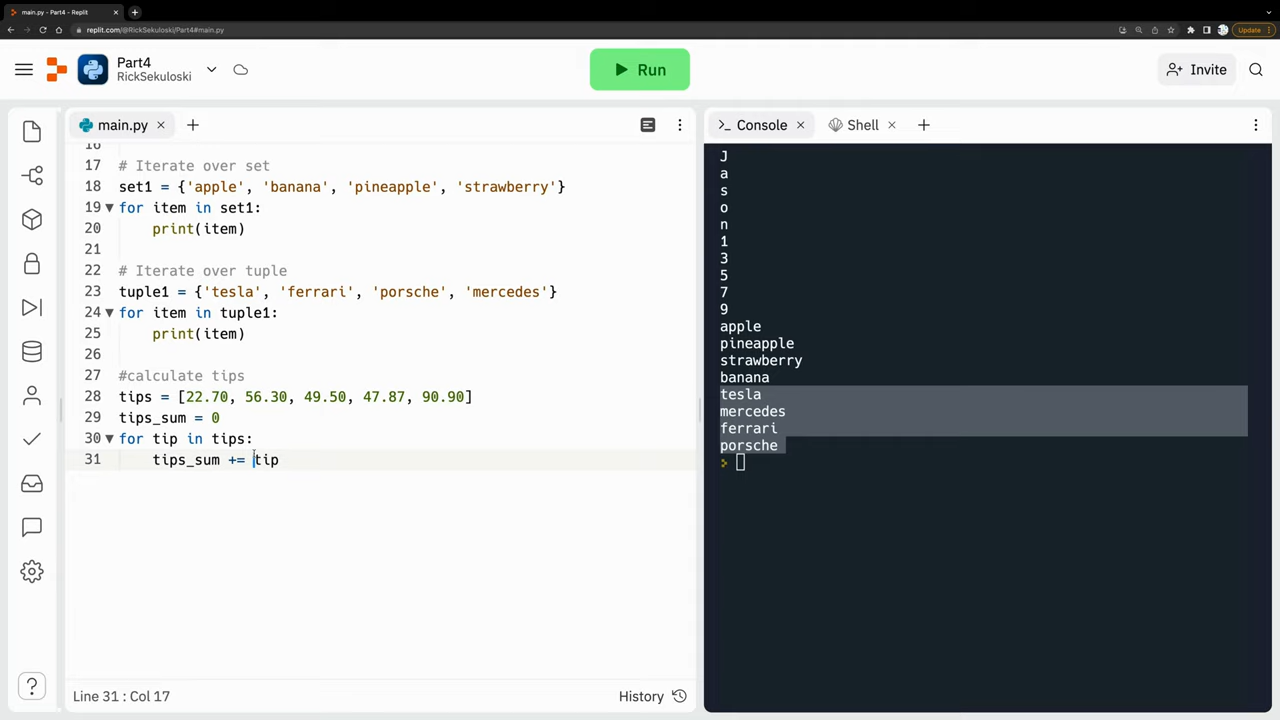 main.py - Part4 - Replit
replit.com/@RickSekuloski/Part4#main.py
Update
Part4
RickSekuloski
Run
Invite
main.py
Console
Shell
16
17 # Iterate over set
18 set1 = {'apple', 'banana', 'pineapple', 'strawberry'}
19 for item in set1:
20 print(item)
21
22 # Iterate over tuple
23 tuple1 = {'tesla', 'ferrari', 'porsche', 'mercedes'}
24 for item in tuple1:
25 print(item)
26
27 #calculate tips
28 tips = [22.70, 56.30, 49.50, 47.87, 90.90]
29 tips_sum = 0
30 for tip in tips:
31 tips_sum += tip
Line 31 : Col 17
History
J
a
s
o
n
1
3
5
7
9
apple
pineapple
strawberry
banana
tesla
mercedes
ferrari
porsche